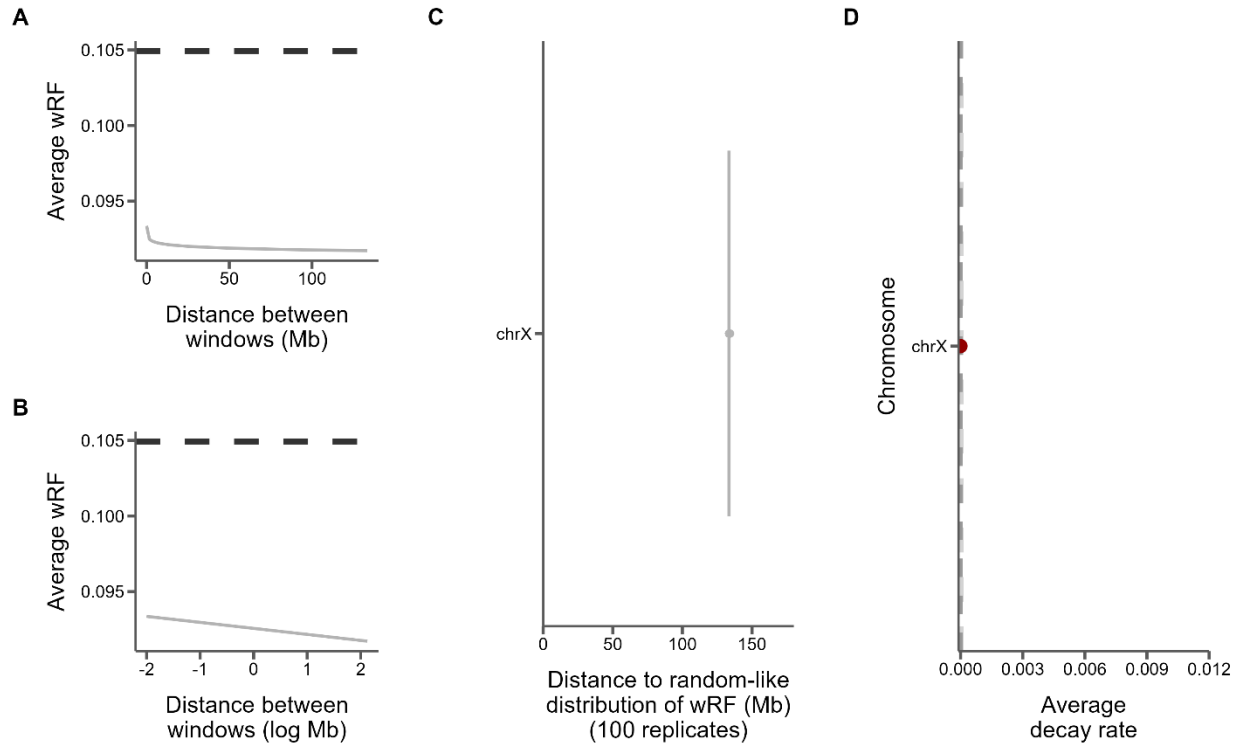 A
0.105
0.100
0.095
Average wRF
0 50 100
Distance between
windows (Mb)
B
0.105
0.100
0.095
Average wRF
-2 -1 0 1 2
Distance between
windows (log Mb)
C
chrX
0 50 100 150
Distance to random-like
distribution of wRF (Mb)
(100 replicates)
D
Chromosome
chrX
0.000 0.003 0.006 0.009 0.012
Average
decay rate